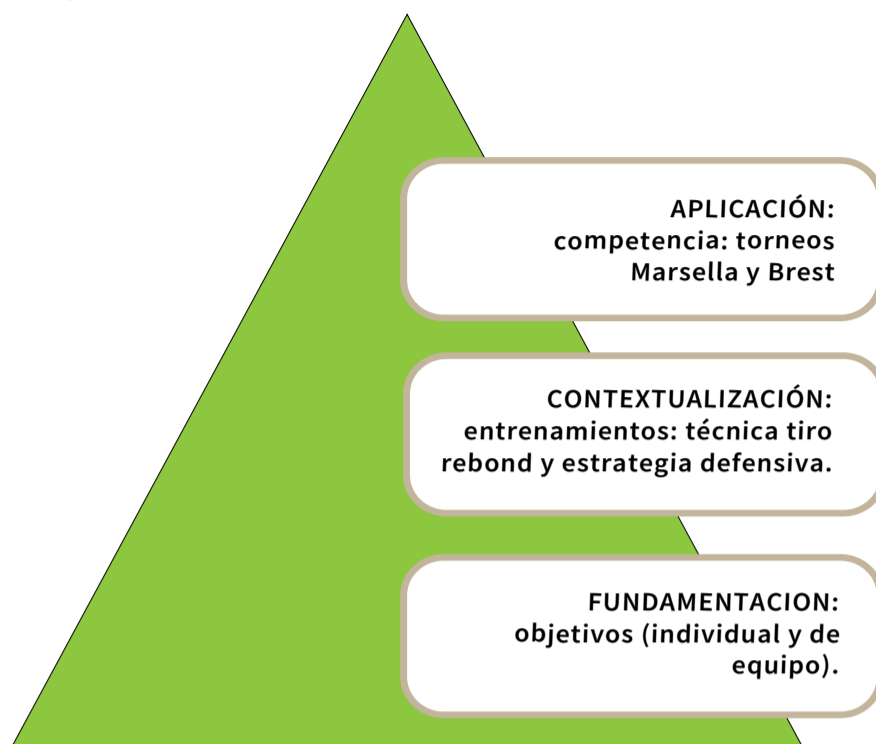 APLICACIÓN:
competencia: torneos
Marsella y Brest
CONTEXTUALIZACIÓN:
entrenamientos: técnica tiro
rebond y estrategia defensiva.
FUNDAMENTACION:
objetivos (individual y de
equipo).